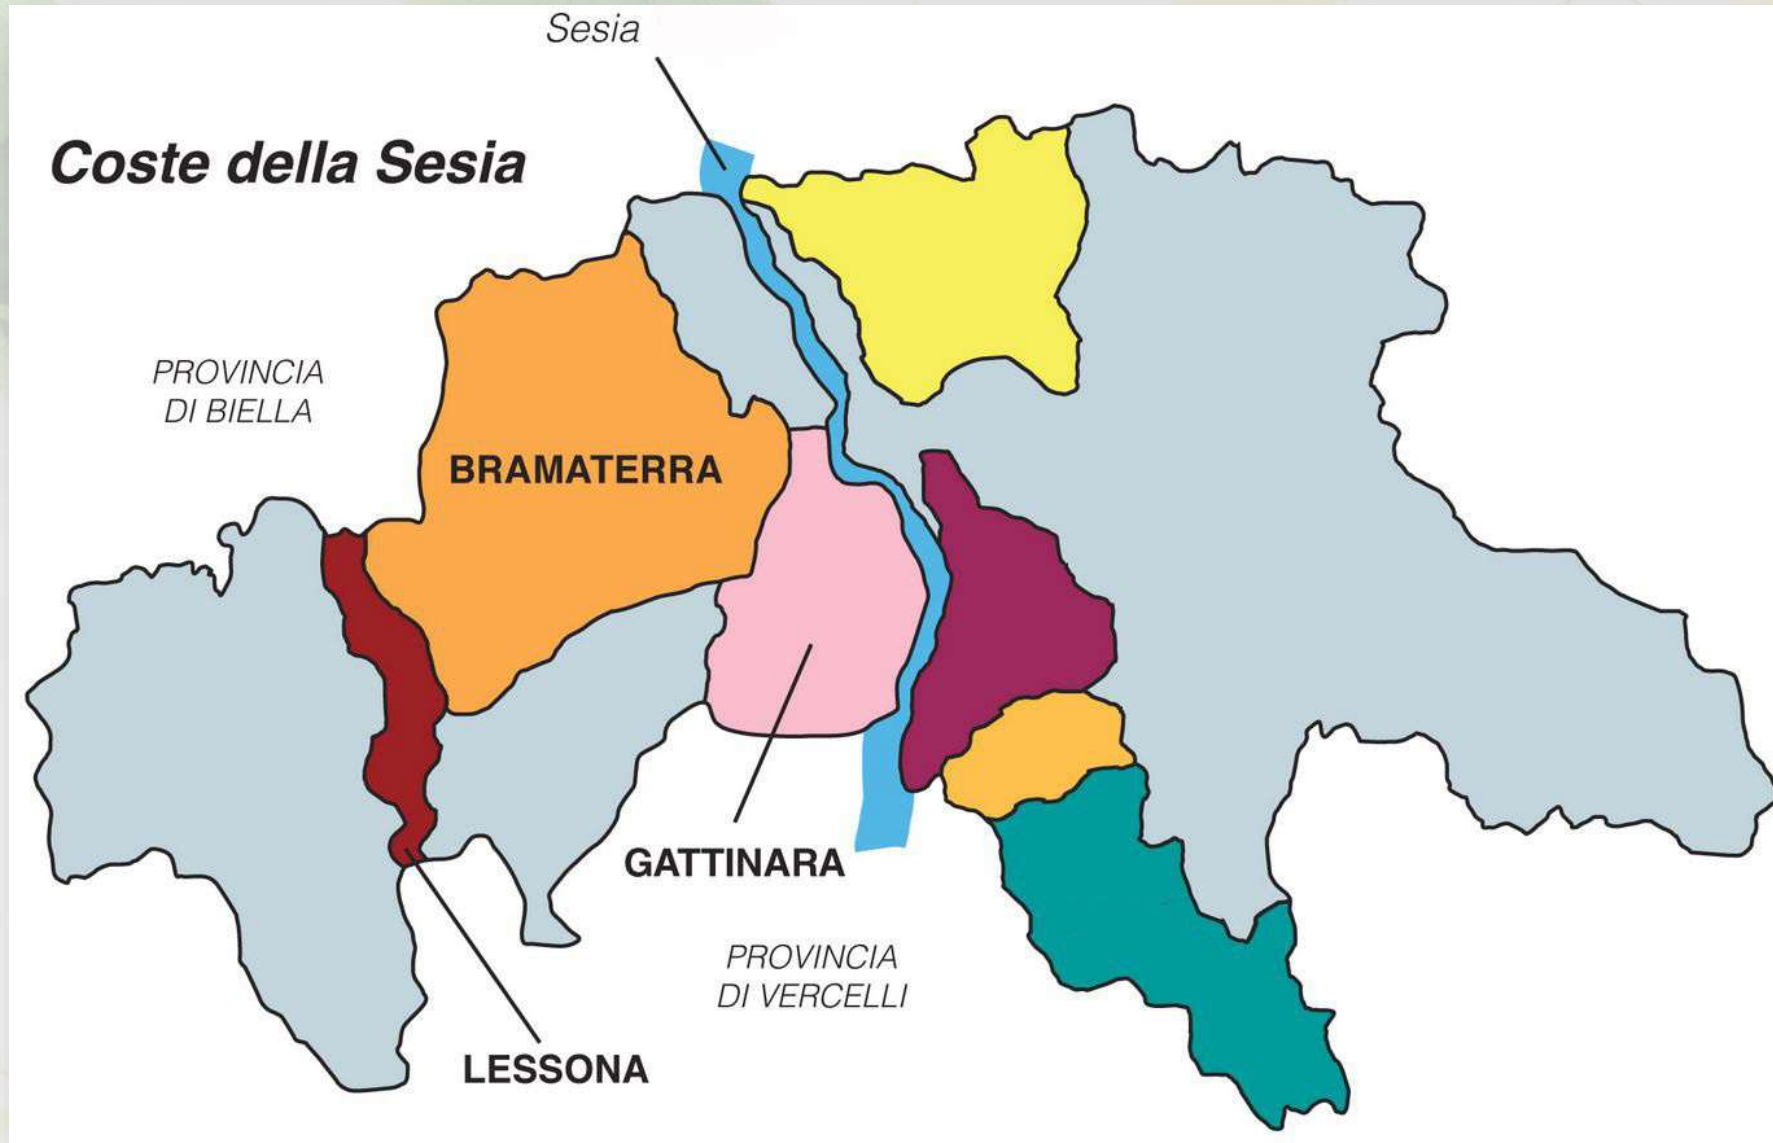 Sesia
Coste della Sesia
PROVINCIA
DI BIELLA
BRAMATERRA
GATTINARA
PROVINCIA
DI VERCELLI
LESSONA